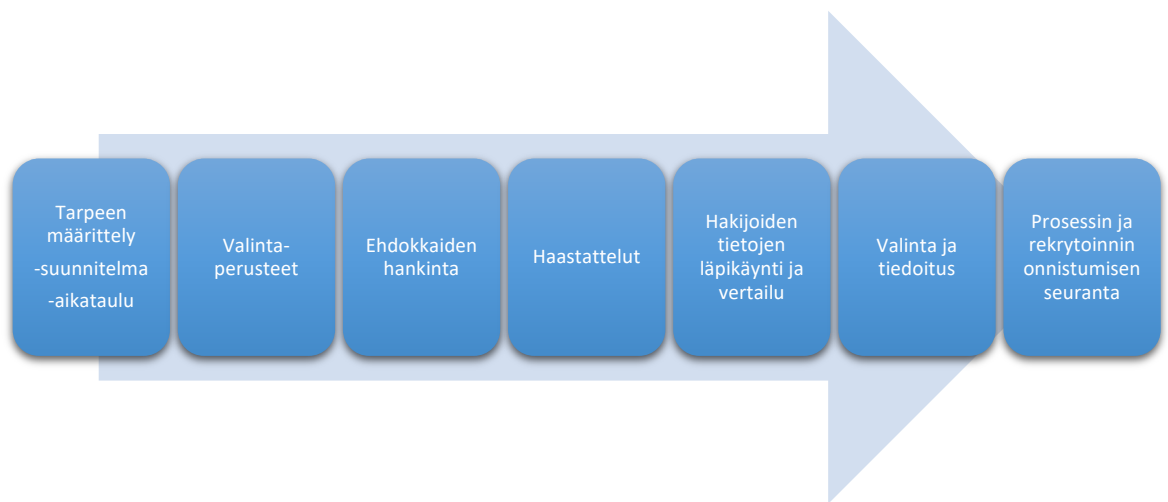 Tarpeen
määrittely
-suunnitelma
-aikataulu
Valinta-
perusteet
Ehdokkaiden
hankinta
Haastattelut
Hakijoiden
tietojen
läpikäynti ja
vertailu
Valinta ja
tiedoitus
Prosessin ja
rekrytoinnin
onnistumisen
seuranta